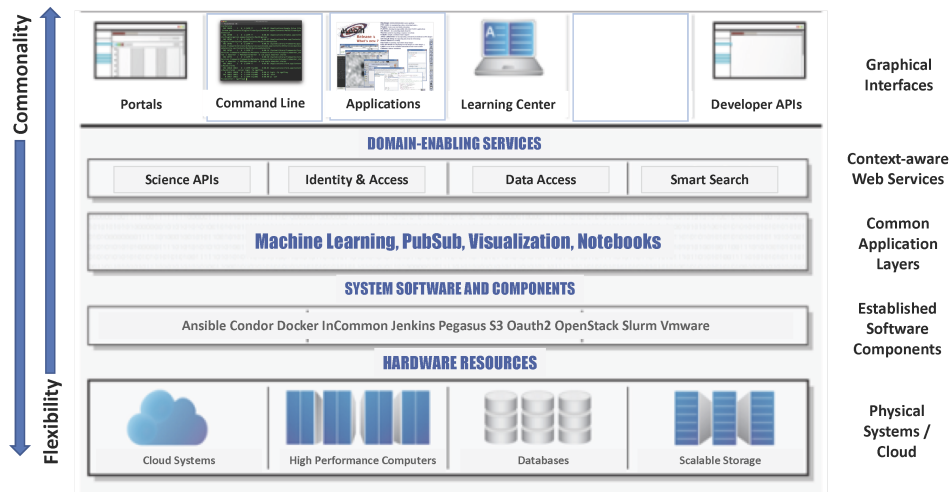 Commonality
Flexibility
Portals
Command Line
Applications
Learning Center
Developer APIs
Graphical
Interfaces
DOMAIN-ENABLING SERVICES
Science APIs
Identity & Access
Data Access
Smart Search
Context-aware
Web Services
Machine Learning, PubSub, Visualization, Notebooks
Common
Application
Layers
SYSTEM SOFTWARE AND COMPONENTS
Ansible Condor Docker InCommon Jenkins Pegasus S3 Oauth2 OpenStack Slurm Vmware
Established
Software
Components
HARDWARE RESOURCES
Cloud Systems
High Performance Computers
Databases
Scalable Storage
Physical
Systems /
Cloud